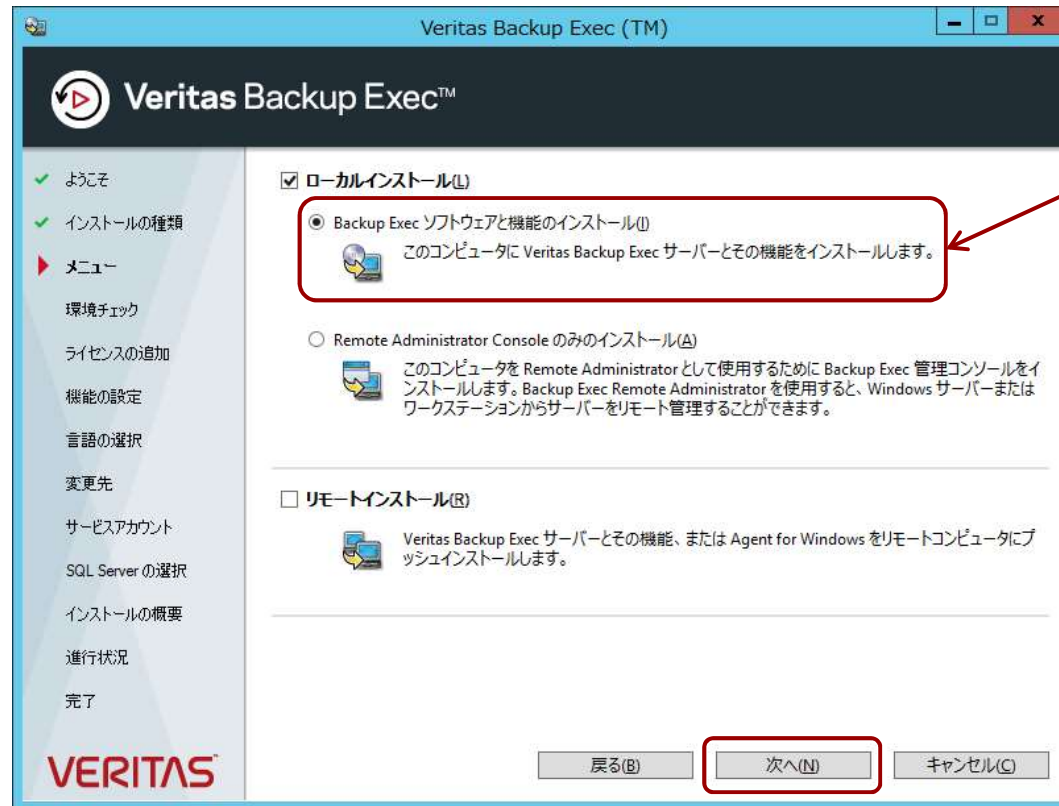 Veritas Backup Exec (TM)
Veritas Backup Exec™
ようこそ
インストールの種類
メニュー
環境チェック
ライセンスの追加
機能の設定
言語の選択
変更先
サービスアカウント
SQL Server の選択
インストールの概要
進行状況
完了
VERITAS
ローカルインストール(L)
Backup Exec ソフトウェアと機能のインストール(I)
このコンピュータに Veritas Backup Exec サーバーとその機能をインストールします。
Remote Administrator Console のみのインストール(A)
このコンピュータを Remote Administrator として使用するために Backup Exec 管理コンソールをイ
ンストールします。Backup Exec Remote Administrator を使用すると、Windows サーバーまたは
ワークステーションからサーバーをリモート管理することができます。
リモートインストール(R)
Veritas Backup Exec サーバーとその機能、または Agent for Windows をリモートコンピュータにプ
ッシュインストールします。
戻る(B)
次へ(N)
キャンセル(C)